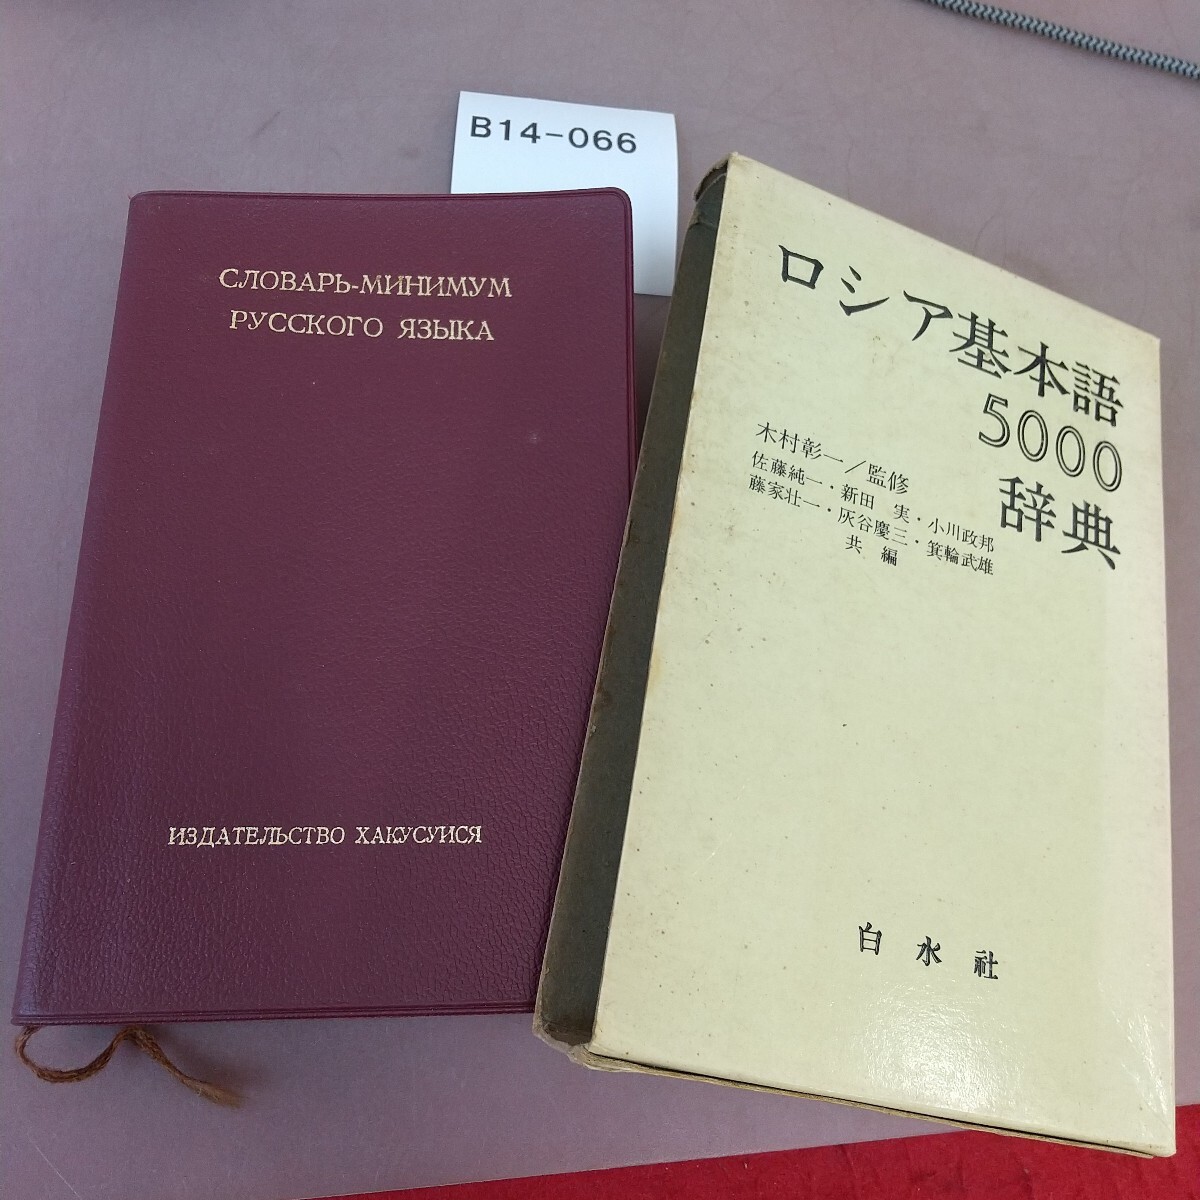 B14-066
СЛОВАРЬ-МИНИМУМ
РУССКОГО ЯЗЫКА
ИЗДАТЕЛЬСТВО ХАКУСУИСЯ
ロシア基本語
5000
辞典
木村彰一/監修
佐藤純一・新田 実・小川政邦
藤家壮一・灰谷慶三・箕輪武雄
共編
白水社